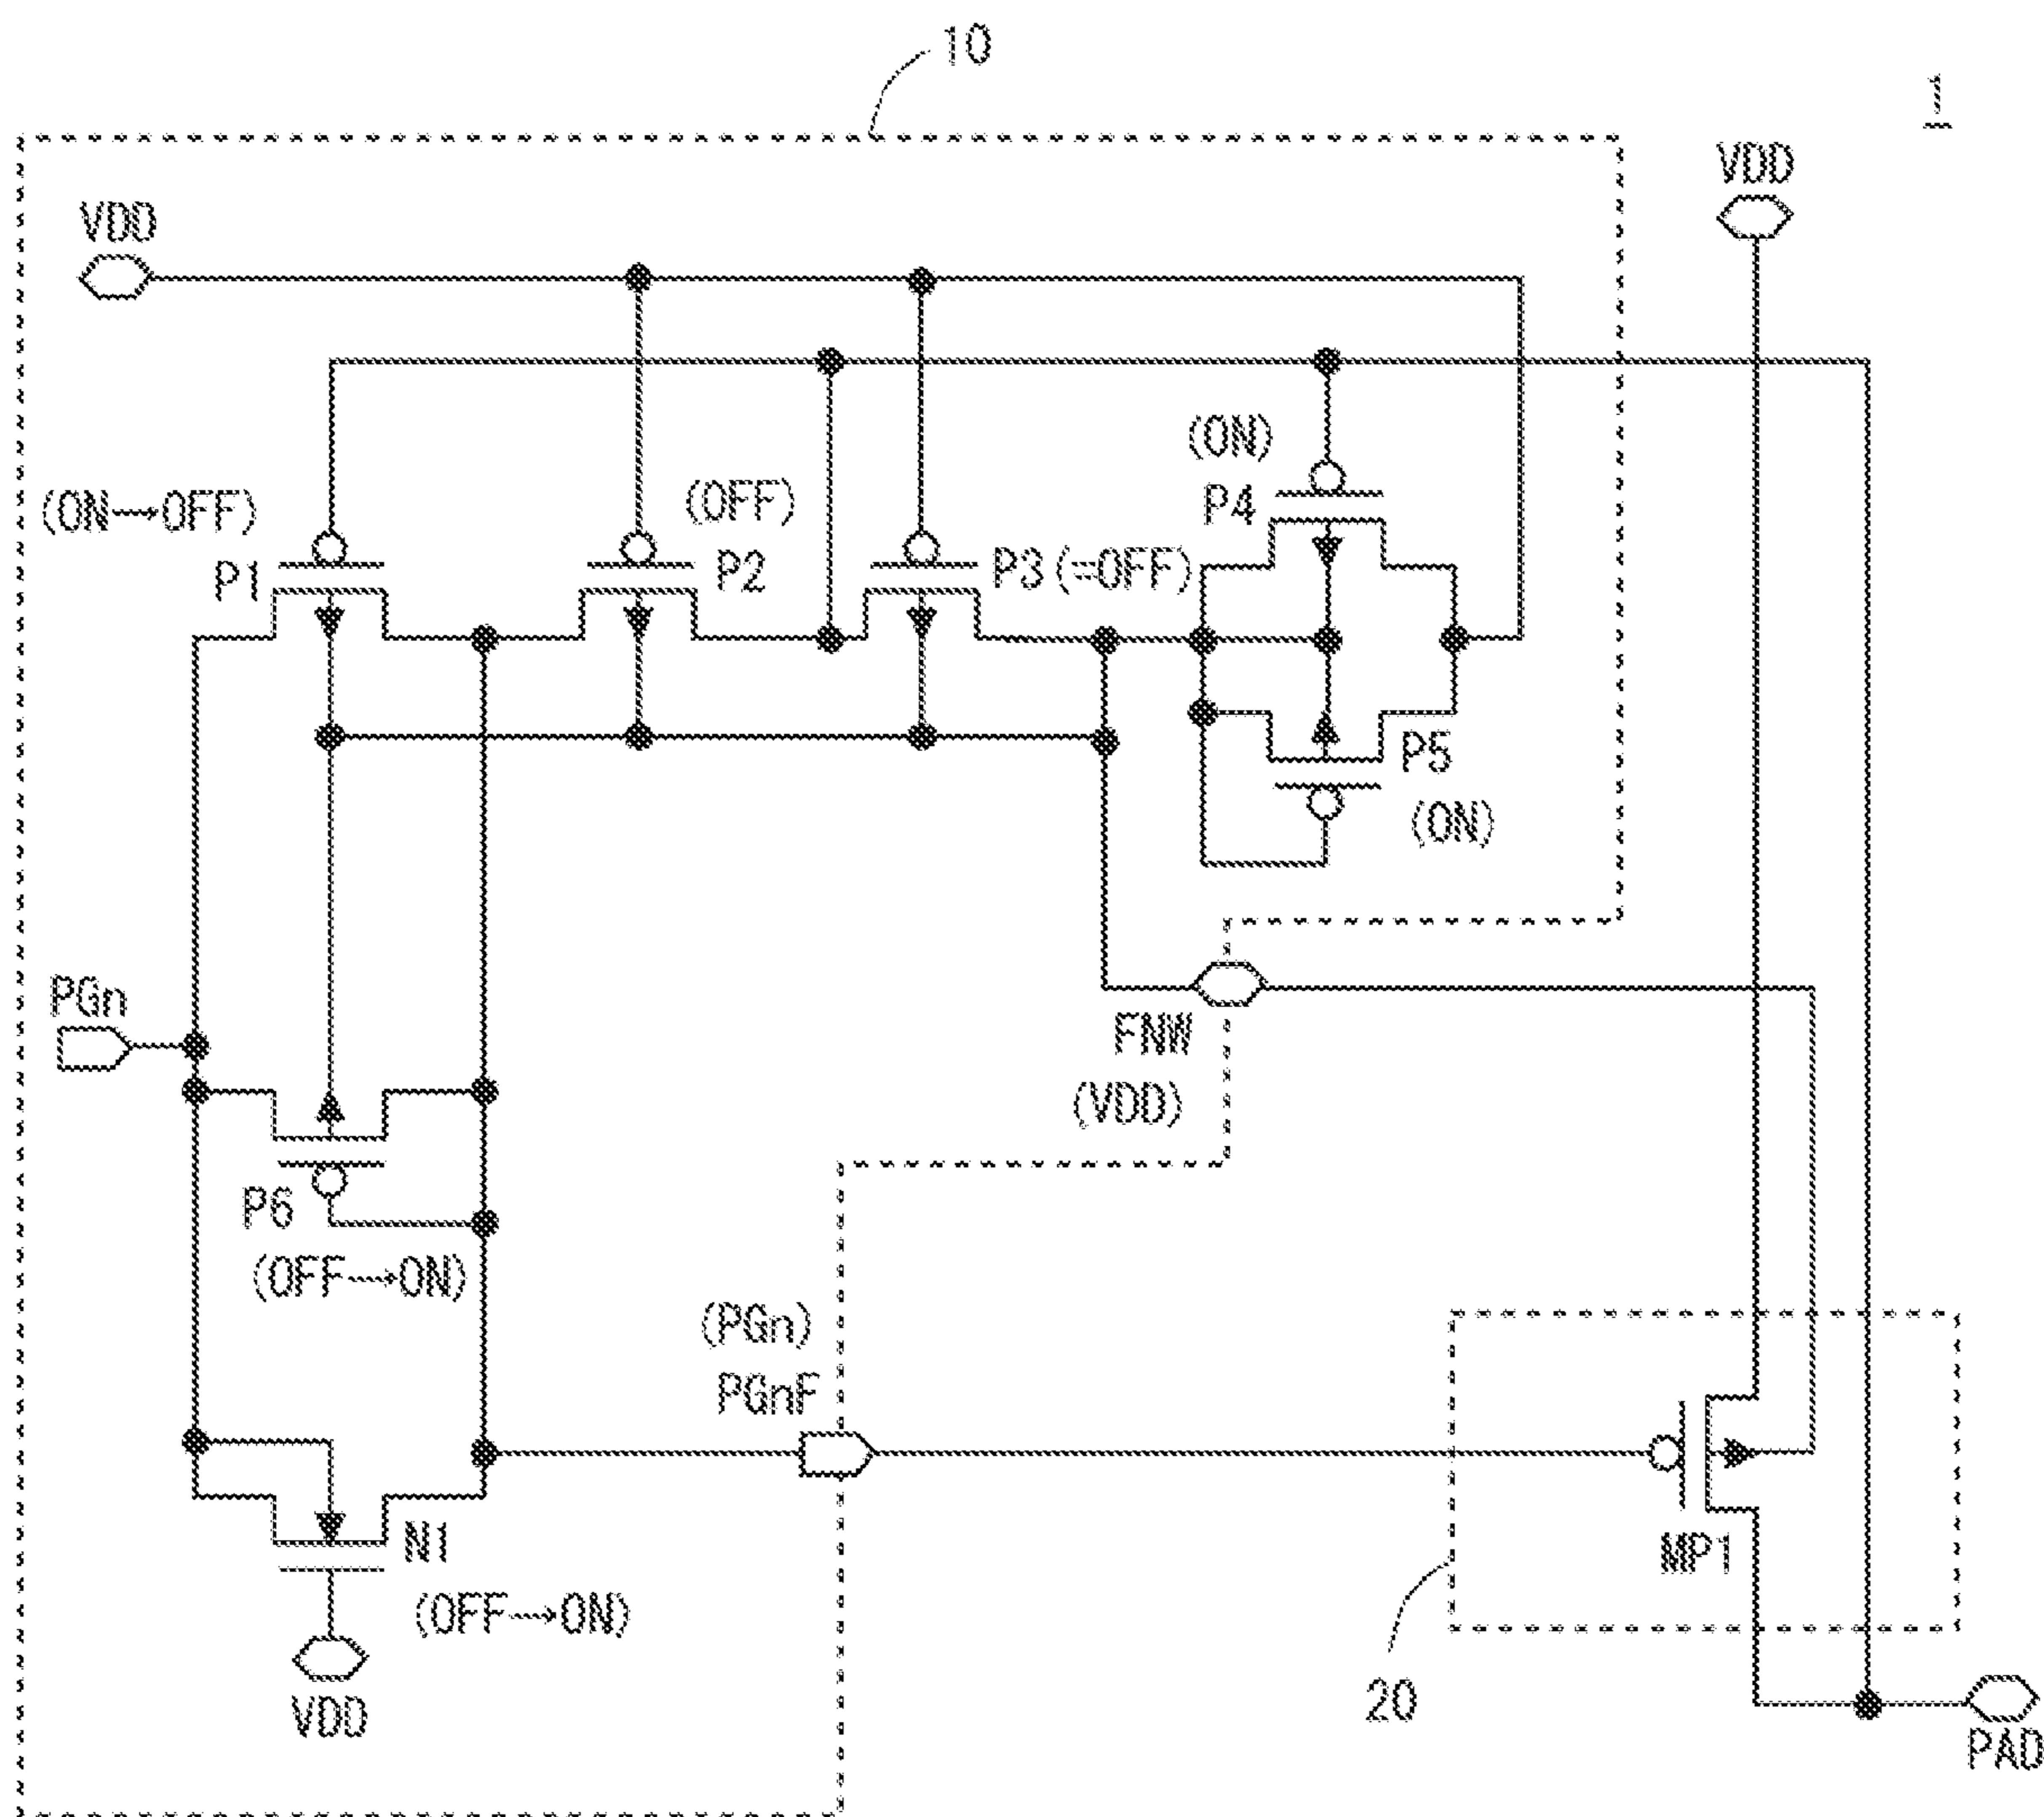 10
1
VDD
VDD
(ON→OFF)
P1
(OFF)
P2
P3(=OFF)
(ON)
P4
P5
(ON)
PGn
FNW
(VDD)
P6
(OFF→ON)
(PGn)
PGnF
N1
(OFF→ON)
VDD
MP1
20
PAD